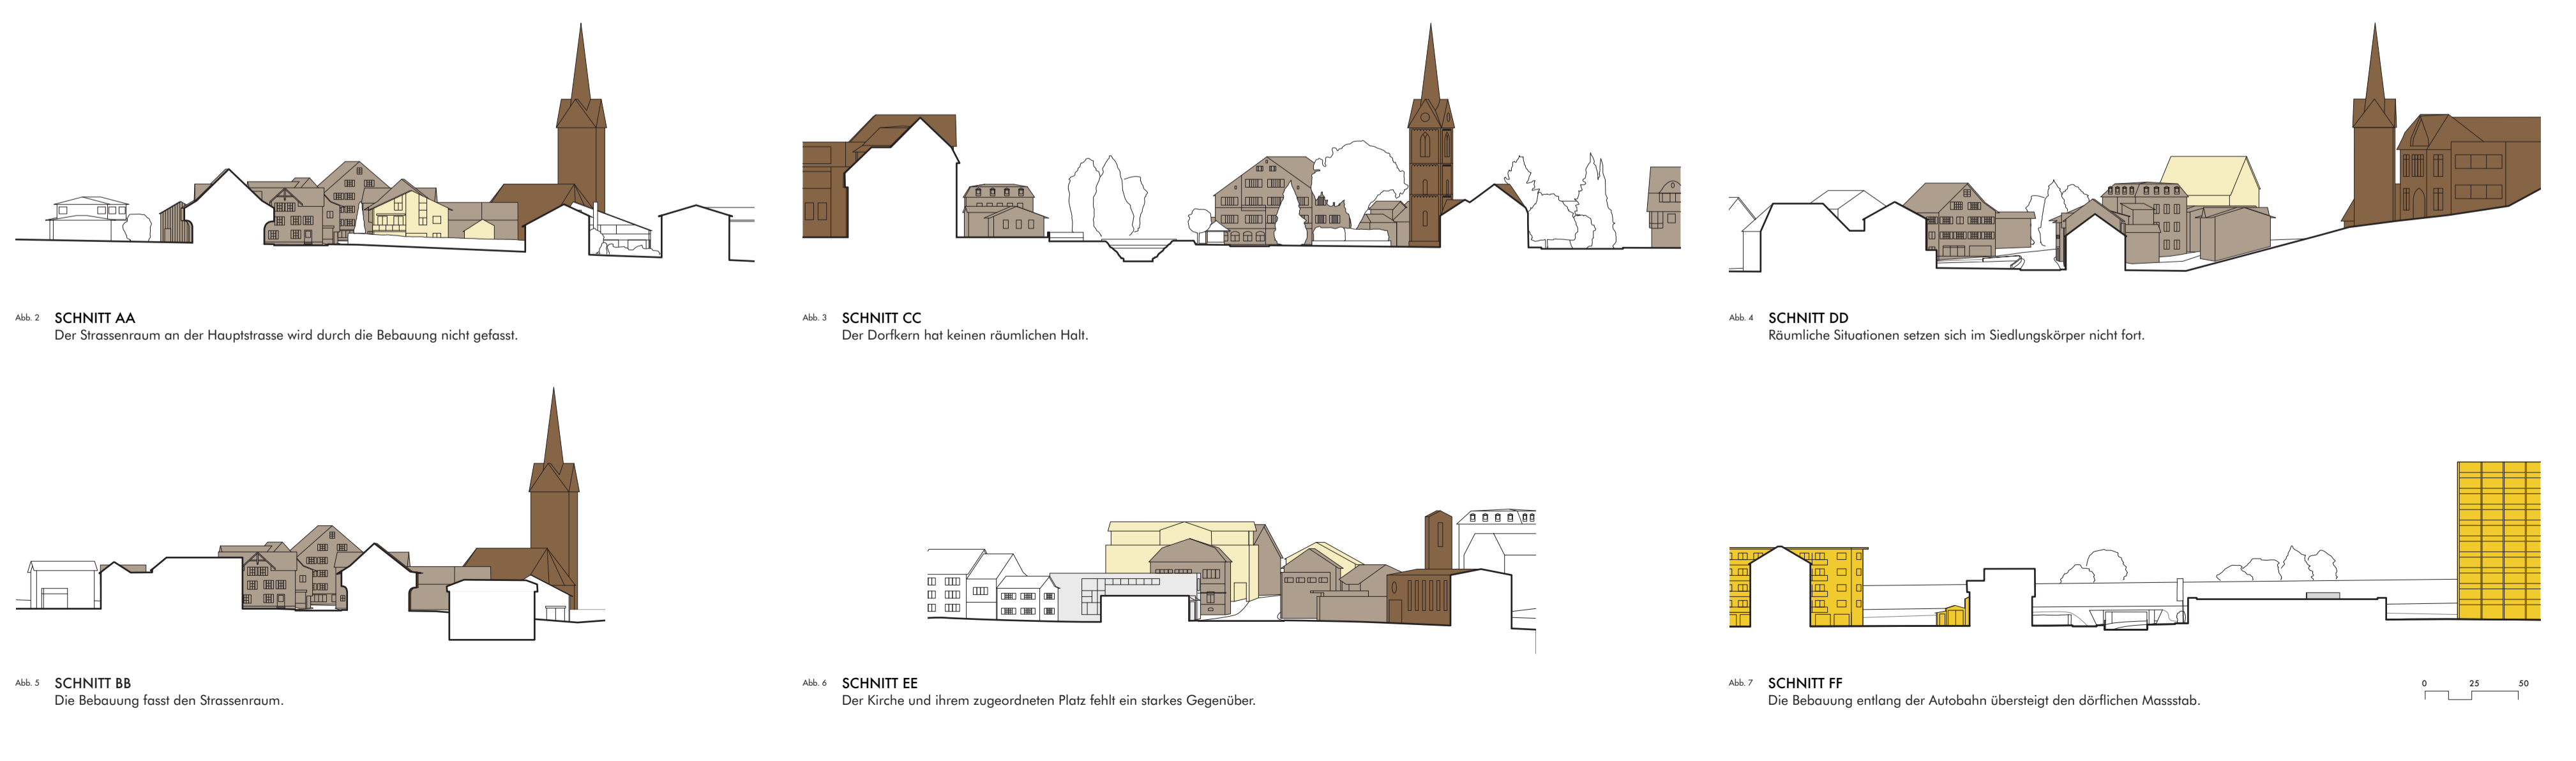 Abb. 2 SCHNITT AA
Der Strassenraum an der Hauptstrasse wird durch die Bebauung nicht gefasst.
Abb. 3 SCHNITT CC
Der Dorfkern hat keinen räumlichen Halt.
Abb. 4 SCHNITT DD
Räumliche Situationen setzen sich im Siedlungskörper nicht fort.
Abb. 5 SCHNITT BB
Die Bebauung fasst den Strassenraum.
Abb. 6 SCHNITT EE
Der Kirche und ihrem zugeordneten Platz fehlt ein starkes Gegenüber.
Abb. 7 SCHNITT FF
Die Bebauung entlang der Autobahn übersteigt den dörflichen Massstab.
0 25 50